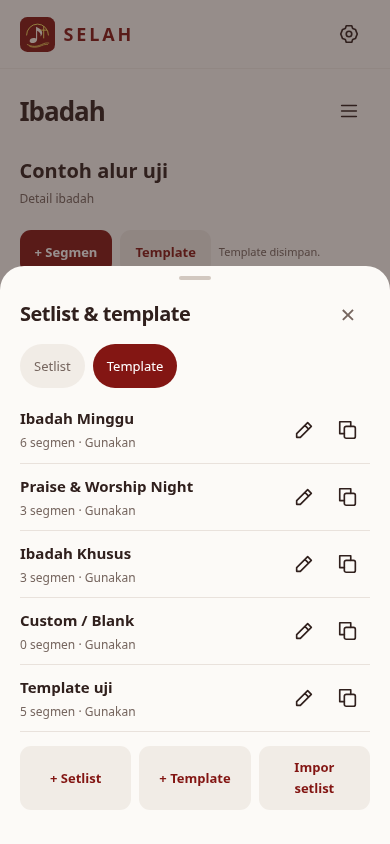 SELAH
Ibadah
Contoh alur uji
Detail ibadah
+ Segmen
Template
Template disimpan.
Setlist & template
Setlist
Template
Ibadah Minggu
6 segmen · Gunakan
Praise & Worship Night
3 segmen · Gunakan
Ibadah Khusus
3 segmen · Gunakan
Custom / Blank
0 segmen · Gunakan
Template uji
5 segmen · Gunakan
+ Setlist
+ Template
Impor
setlist